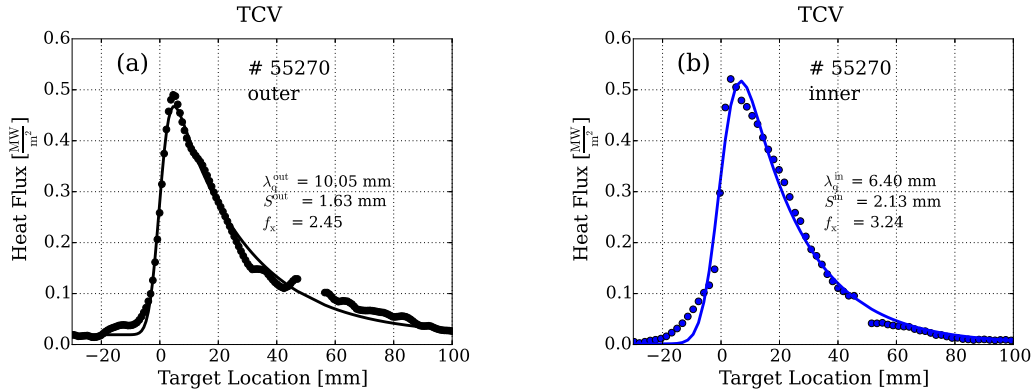 TCV
(a)
# 55270
outer
λ_q^out = 10.05 mm
S^out = 1.63 mm
f_x = 2.45
Heat Flux [MW/m²]
0.6
0.5
0.4
0.3
0.2
0.1
0.0
−20 0 20 40 60 80 100
Target Location [mm]
TCV
(b)
# 55270
inner
λ_q^in = 6.40 mm
S^in = 2.13 mm
f_x = 3.24
Heat Flux [MW/m²]
0.6
0.5
0.4
0.3
0.2
0.1
0.0
−20 0 20 40 60 80 100
Target Location [mm]